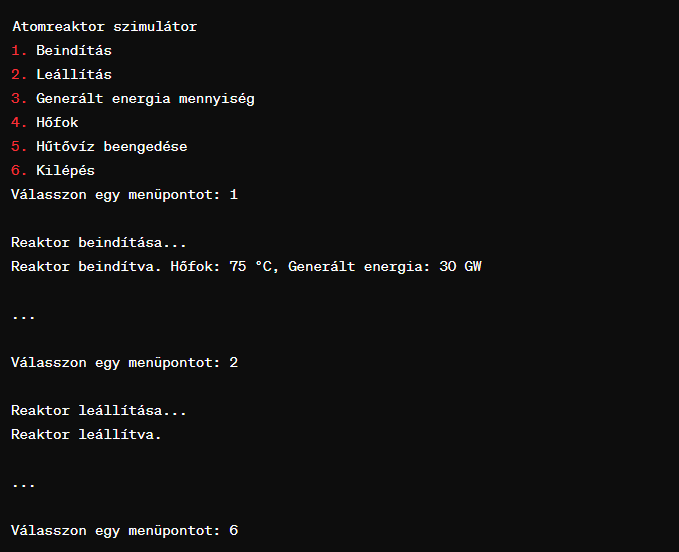 Atomreaktor szimulátor
1. Beindítás
2. Leállítás
3. Generált energia mennyiség
4. Hőfok
5. Hűtővíz beengedése
6. Kilépés
Válasszon egy menüpontot: 1
Reaktor beindítása...
Reaktor beindítva. Hőfok: 75 °C, Generált energia: 30 GW
...
Válasszon egy menüpontot: 2
Reaktor leállítása...
Reaktor leállítva.
...
Válasszon egy menüpontot: 6